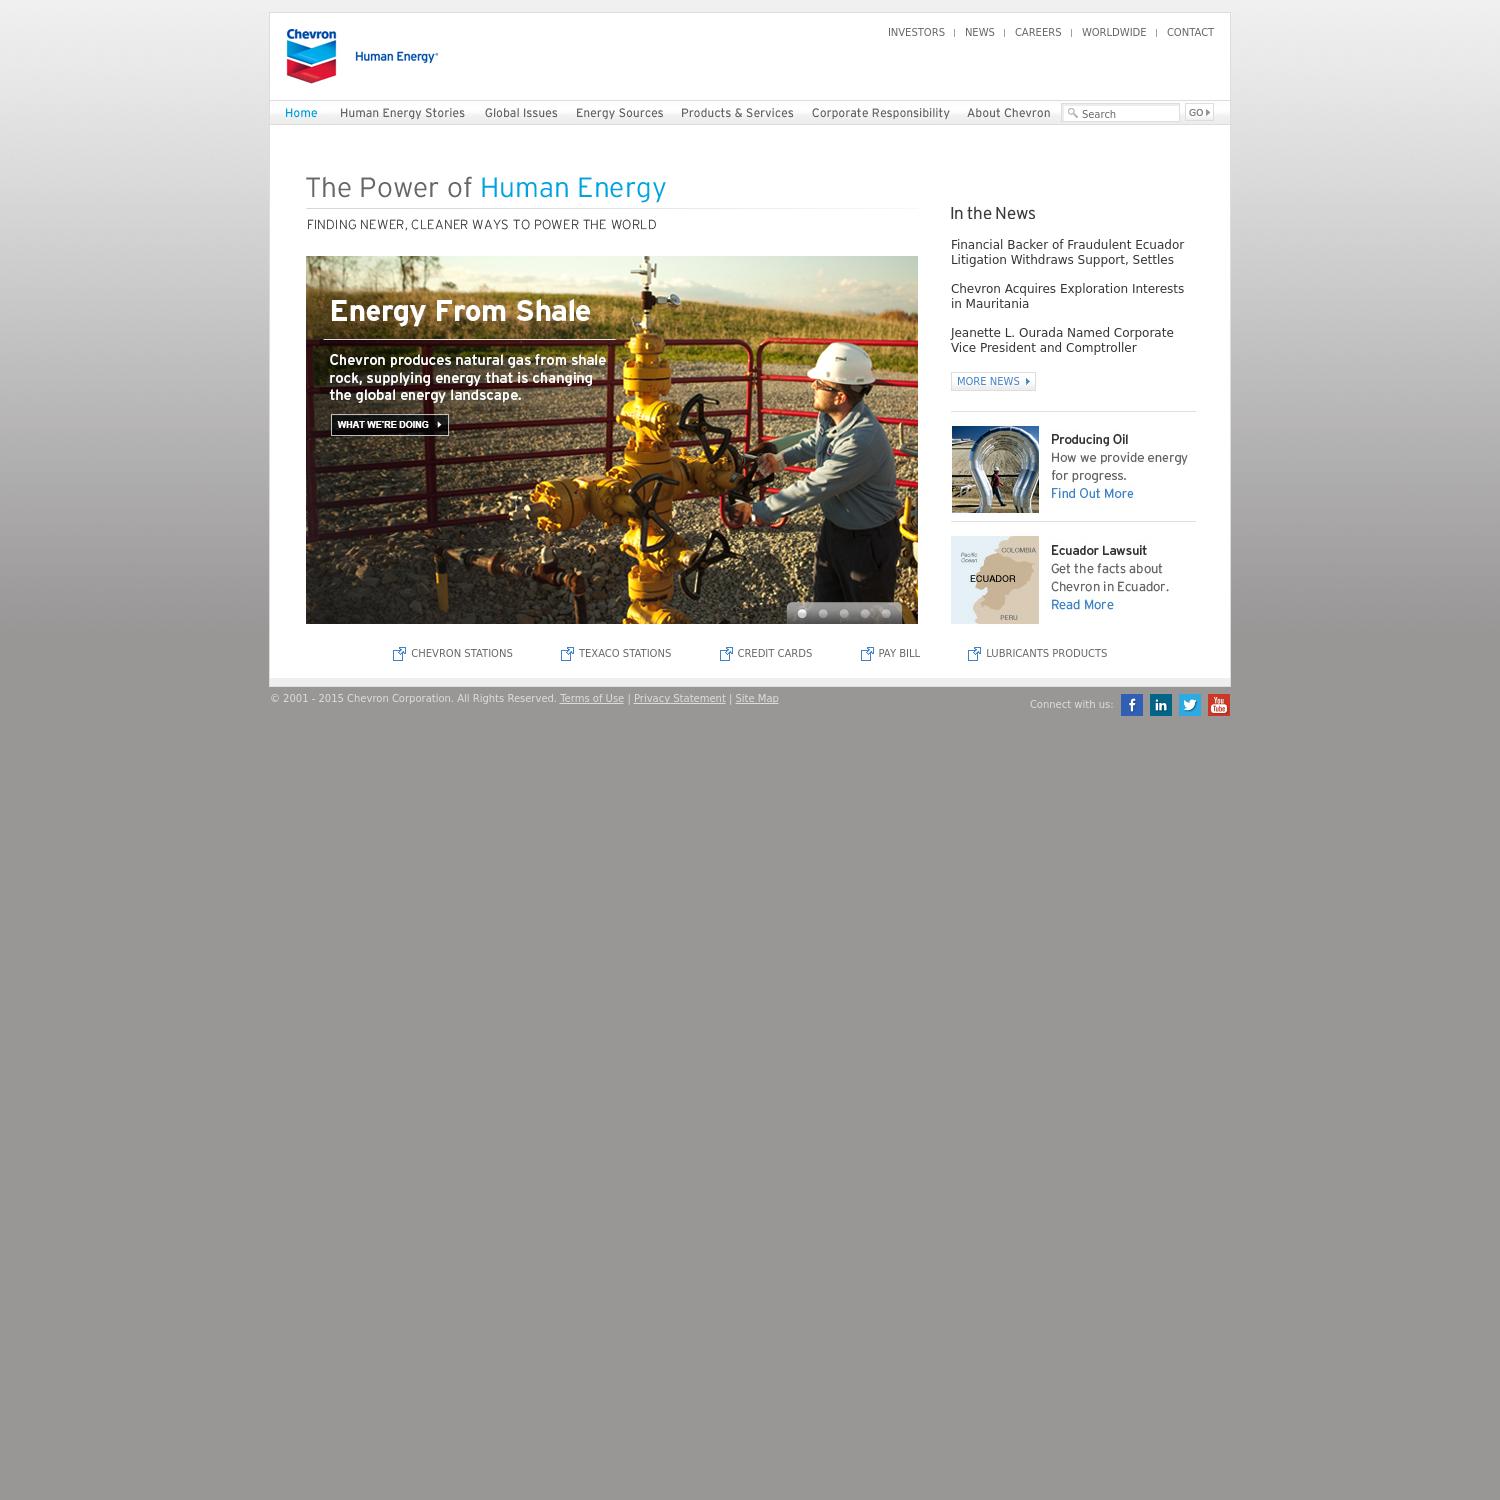 Chevron
Human Energy
INVESTORS | NEWS | CAREERS | WORLDWIDE | CONTACT
Home Human Energy Stories Global Issues Energy Sources Products & Services Corporate Responsibility About Chevron Search GO
The Power of Human Energy
FINDING NEWER, CLEANER WAYS TO POWER THE WORLD
Energy From Shale
Chevron produces natural gas from shale
rock, supplying energy that is changing
the global energy landscape.
WHAT WE'RE DOING
In the News
Financial Backer of Fraudulent Ecuador
Litigation Withdraws Support, Settles
Chevron Acquires Exploration Interests
in Mauritania
Jeanette L. Ourada Named Corporate
Vice President and Comptroller
MORE NEWS
Producing Oil
How we provide energy
for progress.
Find Out More
Pacific
Ocean
COLOMBIA
ECUADOR
PERU
Ecuador Lawsuit
Get the facts about
Chevron in Ecuador.
Read More
CHEVRON STATIONS TEXACO STATIONS CREDIT CARDS PAY BILL LUBRICANTS PRODUCTS
© 2001 - 2015 Chevron Corporation. All Rights Reserved. Terms of Use | Privacy Statement | Site Map
Connect with us: f in You Tube